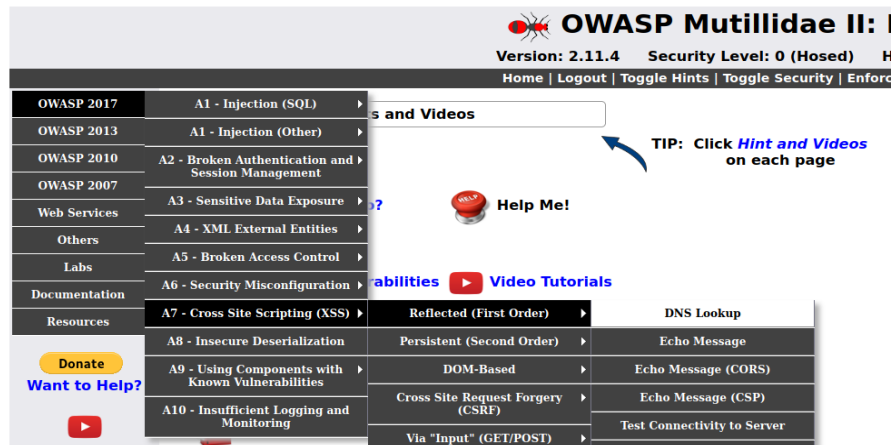 OWASP Mutillidae II:
Version: 2.11.4 Security Level: 0 (Hosed) H
Home | Logout | Toggle Hints | Toggle Security | Enforc
OWASP 2017
OWASP 2013
OWASP 2010
OWASP 2007
Web Services
Others
Labs
Documentation
Resources
Donate
Want to Help?
A1 - Injection (SQL)
A1 - Injection (Other)
A2 - Broken Authentication and
Session Management
A3 - Sensitive Data Exposure
A4 - XML External Entities
A5 - Broken Access Control
A6 - Security Misconfiguration
A7 - Cross Site Scripting (XSS)
A8 - Insecure Deserialization
A9 - Using Components with
Known Vulnerabilities
A10 - Insufficient Logging and
Monitoring
s and Videos
TIP: Click Hint and Videos
on each page
?
HELP
Help Me!
rabilities
Video Tutorials
Reflected (First Order)
Persistent (Second Order)
DOM-Based
Cross Site Request Forgery
(CSRF)
Via "Input" (GET/POST)
DNS Lookup
Echo Message
Echo Message (CORS)
Echo Message (CSP)
Test Connectivity to Server